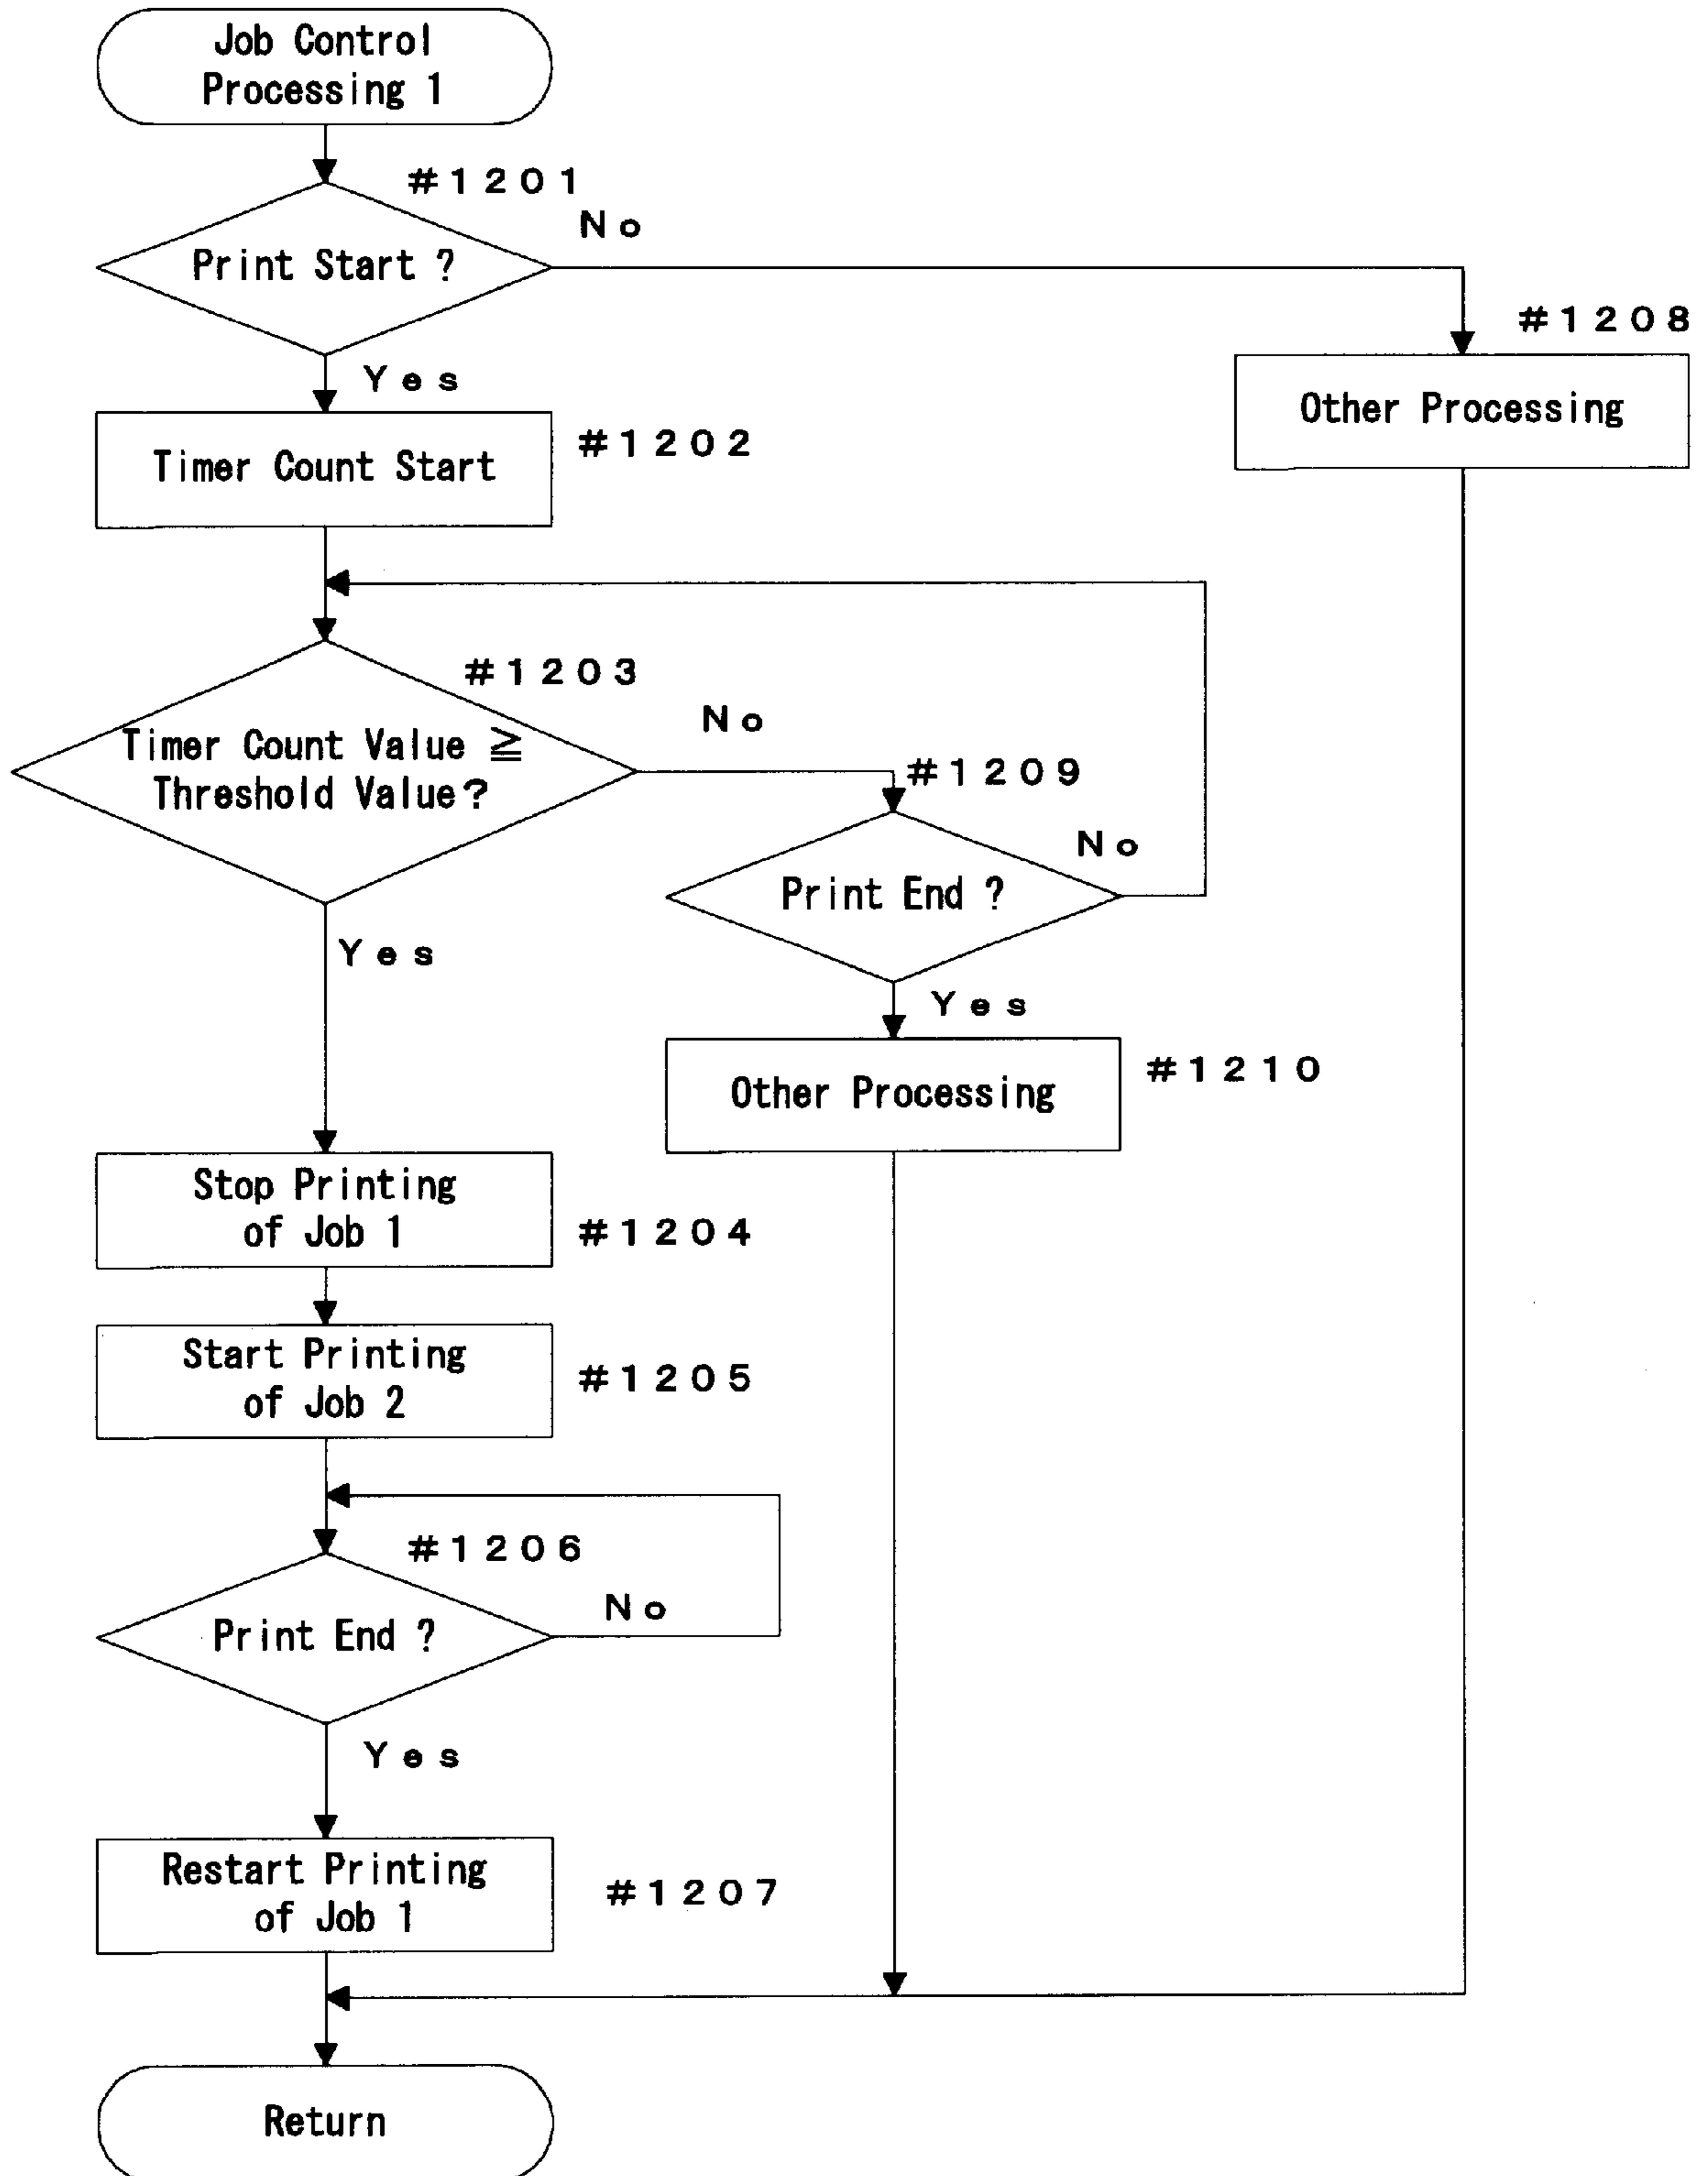 Job Control
Processing 1
#1201
No
Print Start ?
#1208
Yes
Other Processing
#1202
Timer Count Start
#1203
No
Timer Count Value ≧
Threshold Value?
#1209
No
Print End ?
Yes
Yes
#1210
Other Processing
Stop Printing
of Job 1
#1204
Start Printing
of Job 2
#1205
#1206
No
Print End ?
Yes
Restart Printing
of Job 1
#1207
Return